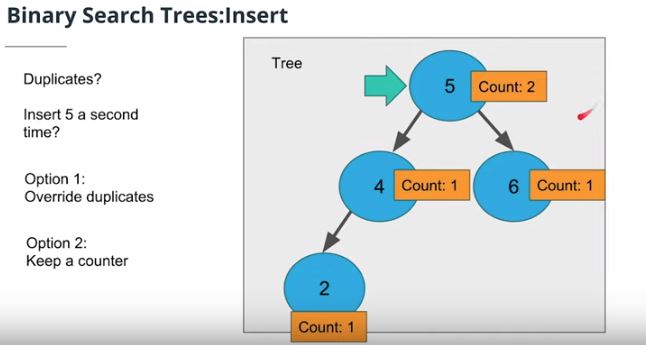 Binary Search Trees:Insert
Duplicates?
Insert 5 a second
time?
Option 1:
Override duplicates
Option 2:
Keep a counter
Tree
5
Count: 2
4
Count: 1
6
Count: 1
2
Count: 1